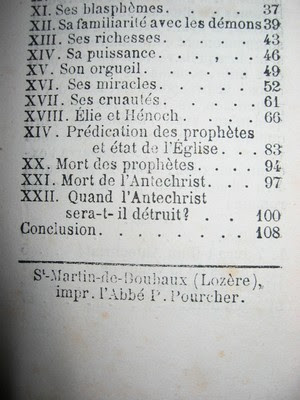 XI. Ses blasphèmes. . . . 37
XII. Sa familiarité avec les démons 39
XIII. Ses richesses. . . . 43
XIV. Sa puissance. . . , 46
XV. Son orgueil . . . . 49
XVI. Ses miracles. . . . 52
XVII. Ses cruautés. . . . 61
XVIII. Élie et Hénoch . . . 66
XIV. Prédication des prophètes
et état de l'Église . . 83
XX. Mort des prophètes. . . 94
XXI. Mort de l'Antechrist . . 97
XXII. Quand l'Antechrist
sera-t-il détruit? . . 100
Conclusion . . . . . 108
St-Martin-de-Boubaux (Lozère),
impr. l'Abbé P. Pourcher.